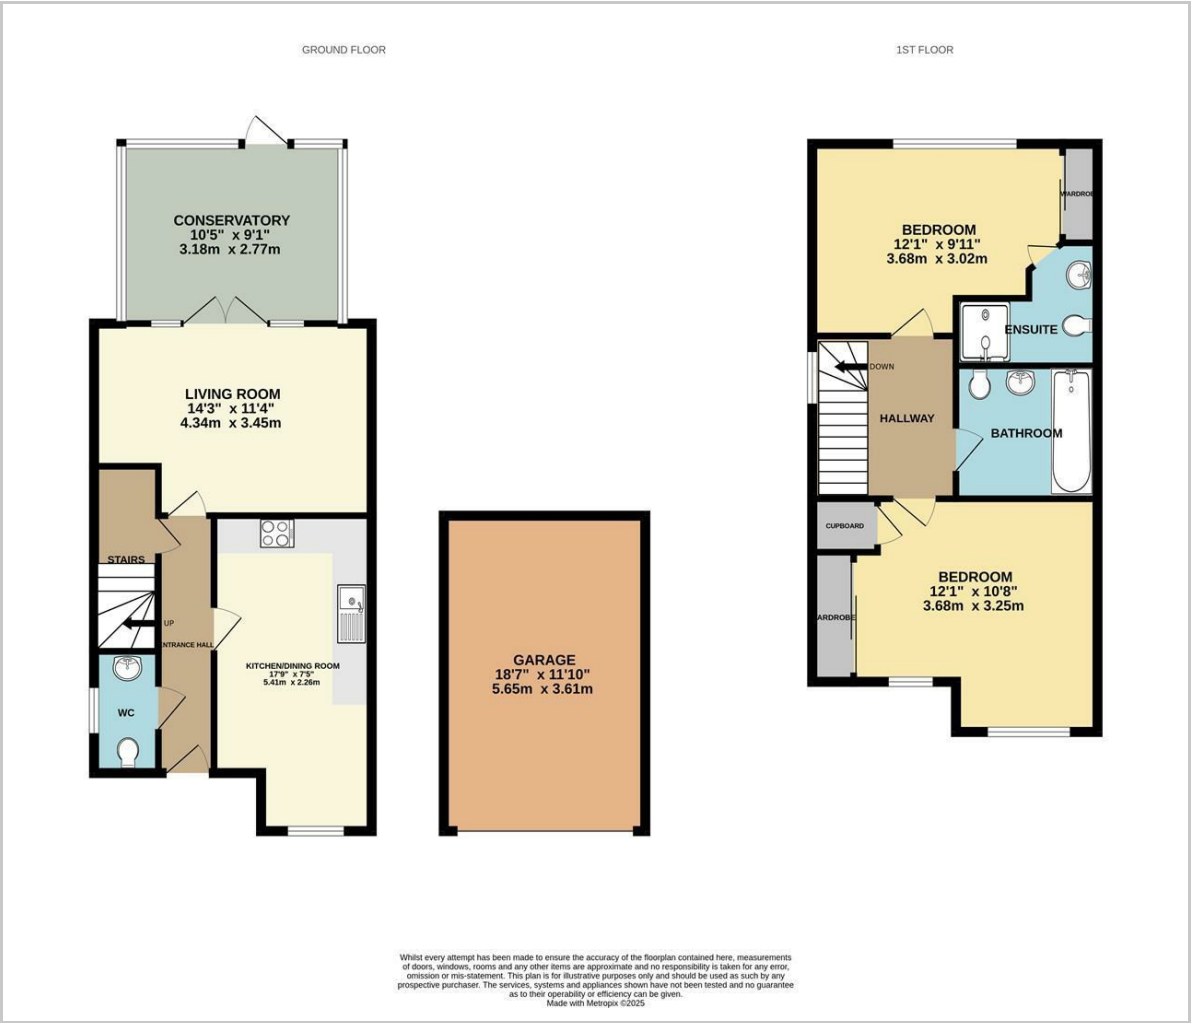 GROUND FLOOR
1ST FLOOR
CONSERVATORY
10'5" x 9'1"
3.18m x 2.77m
LIVING ROOM
14'3" x 11'4"
4.34m x 3.45m
STAIRS
UP
ENTRANCE HALL
WC
KITCHEN/DINING ROOM
17'9" x 7'5"
5.41m x 2.26m
GARAGE
18'7" x 11'10"
5.65m x 3.61m
WARDROBE
BEDROOM
12'1" x 9'11"
3.68m x 3.02m
ENSUITE
DOWN
HALLWAY
BATHROOM
CUPBOARD
BEDROOM
12'1" x 10'8"
3.68m x 3.25m
WARDROBE
Whilst every attempt has been made to ensure the accuracy of the floorplan contained here, measurements
of doors, windows, rooms and any other items are approximate and no responsibility is taken for any error,
omission or mis-statement. This plan is for illustrative purposes only and should be used as such by any
prospective purchaser. The services, systems and appliances shown have not been tested and no guarantee
as to their operability or efficiency can be given.
Made with Metropix ©2025